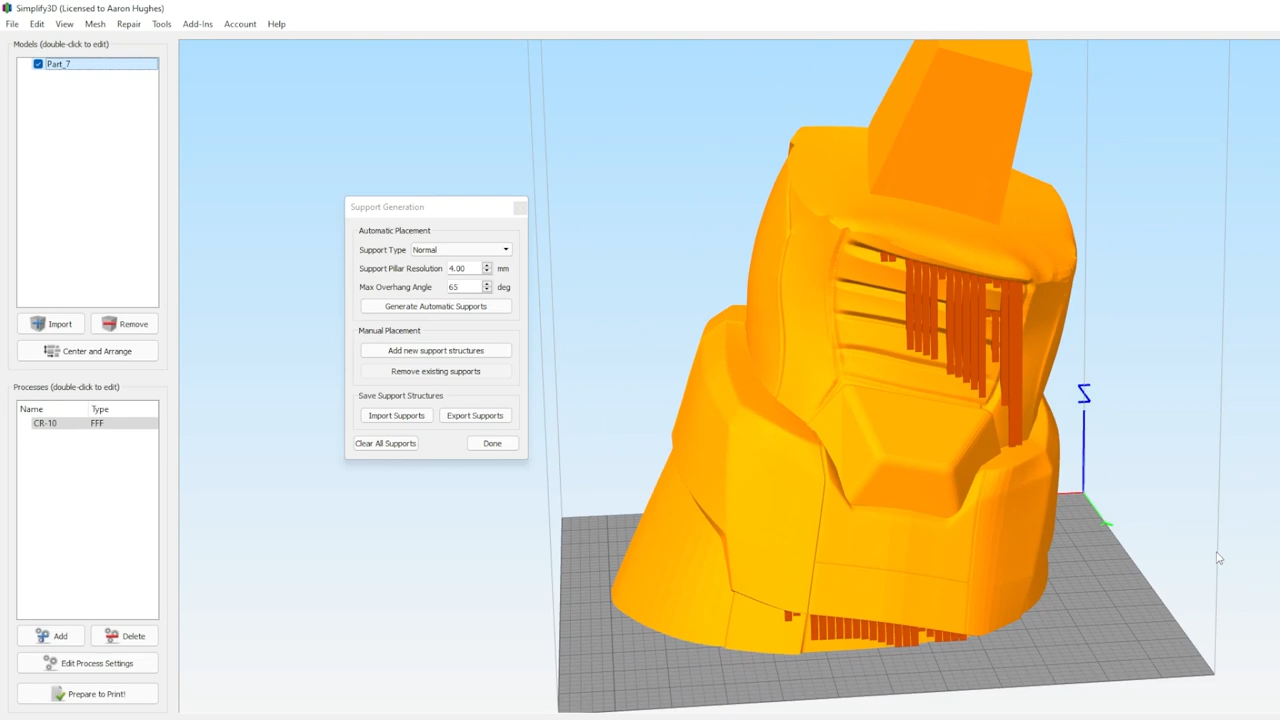 Simplify3D (Licensed to Aaron Hughes)
File Edit View Mesh Repair Tools Add-Ins Account Help
Models (double-click to edit)
Part_7
Import Remove
Center and Arrange
Processes (double-click to edit)
Name Type
CR-10 FFF
Add Delete
Edit Process Settings
Prepare to Print!
Support Generation
Automatic Placement
Support Type Normal
Support Pillar Resolution 4.00 mm
Max Overhang Angle 65 deg
Generate Automatic Supports
Manual Placement
Add new support structures
Remove existing supports
Save Support Structures
Import Supports Export Supports
Clear All Supports Done
Z